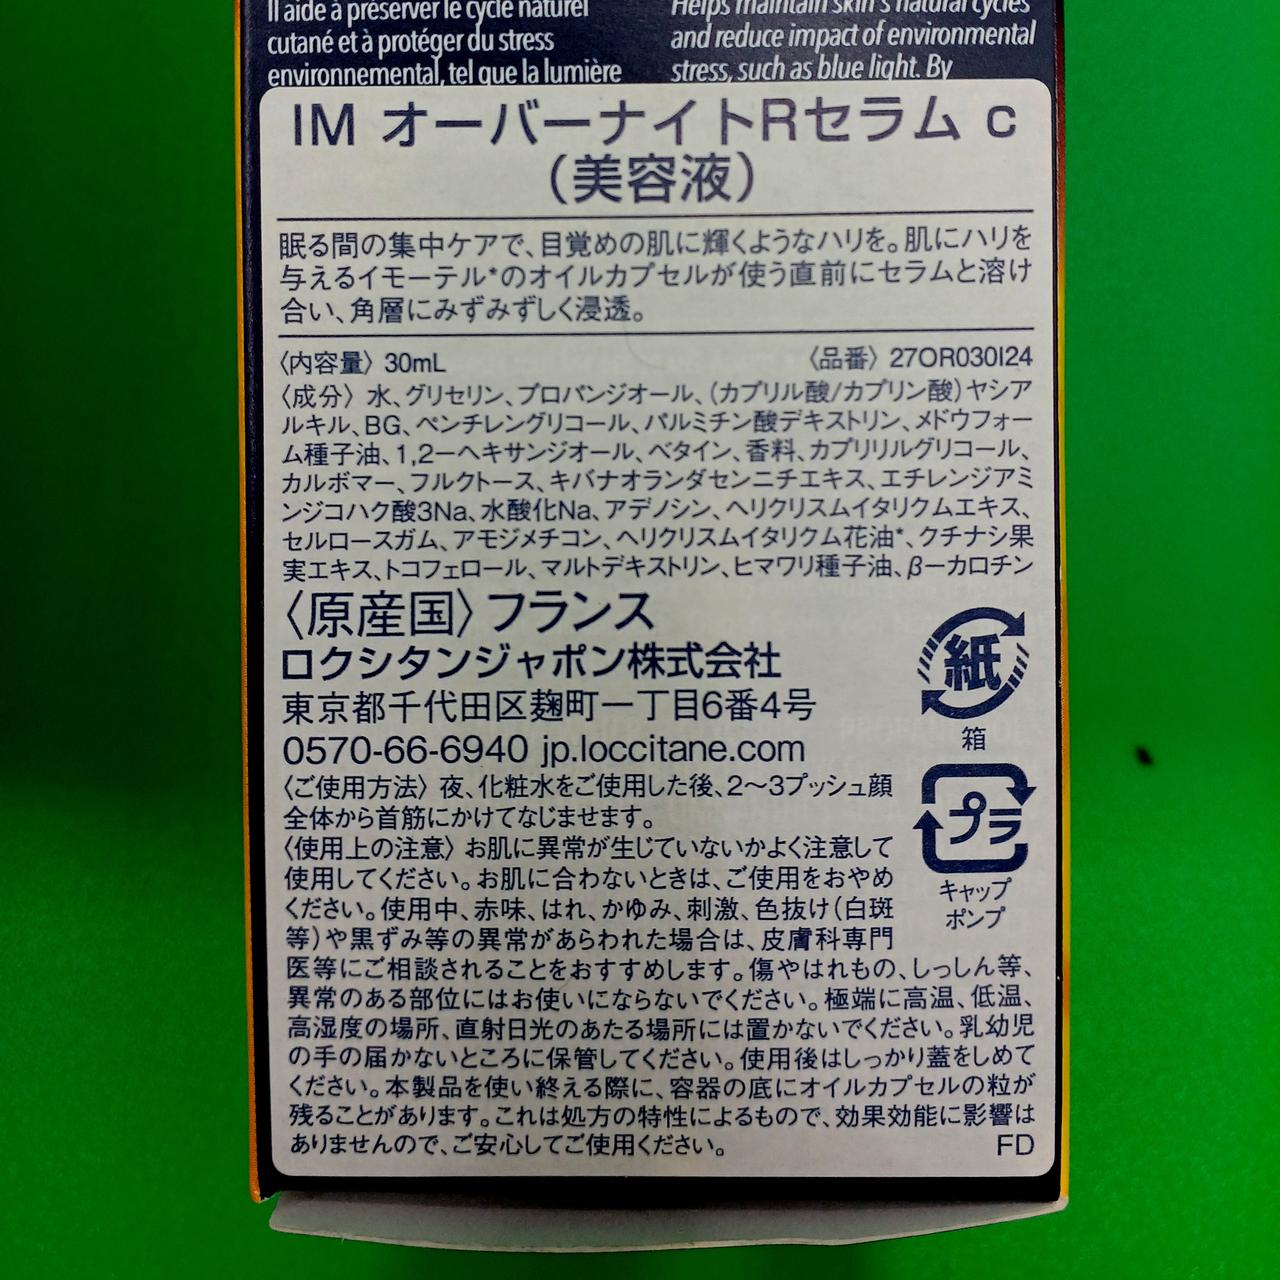 Il aide à préserver le cycle naturel
cutané et à protéger du stress
environnemental, tel que la lumière
Helps maintain skin's natural cycles
and reduce impact of environmental
stress, such as blue light. By
IM オーバーナイトRセラム c
（美容液）
眠る間の集中ケアで、目覚めの肌に輝くようなハリを。肌にハリを
与えるイモーテル*のオイルカプセルが使う直前にセラムと溶け
合い、角層にみずみずしく浸透。
〈内容量〉 30mL 〈品番〉 27OR030I24
〈成分〉 水、グリセリン、プロパンジオール、(カプリル酸/カプリン酸)ヤシア
ルキル、BG、ペンチレングリコール、パルミチン酸デキストリン、メドウフォー
ム種子油、1,2ーヘキサンジオール、ベタイン、香料、カプリリルグリコール、
カルボマー、フルクトース、キバナオランダセンニチエキス、エチレンジアミ
ンジコハク酸3Na、水酸化Na、アデノシン、ヘリクリスムイタリクムエキス、
セルロースガム、アモジメチコン、ヘリクリスムイタリクム花油*、クチナシ果
実エキス、トコフェロール、マルトデキストリン、ヒマワリ種子油、βーカロチン
〈原産国〉フランス
ロクシタンジャポン株式会社
東京都千代田区麹町一丁目6番4号
0570-66-6940 jp.loccitane.com
紙
箱
プラ
キャップ
ポンプ
〈ご使用方法〉 夜、化粧水をご使用した後、2〜3プッシュ顔
全体から首筋にかけてなじませます。
〈使用上の注意〉 お肌に異常が生じていないかよく注意して
使用してください。お肌に合わないときは、ご使用をおやめ
ください。使用中、赤味、はれ、かゆみ、刺激、色抜け（白斑
等）や黒ずみ等の異常があらわれた場合は、皮膚科専門
医等にご相談されることをおすすめします。傷やはれもの、しっしん等、
異常のある部位にはお使いにならないでください。極端に高温、低温、
高湿度の場所、直射日光のあたる場所には置かないでください。乳幼児
の手の届かないところに保管してください。使用後はしっかり蓋をしめて
ください。本製品を使い終える際に、容器の底にオイルカプセルの粒が
残ることがあります。これは処方の特性によるもので、効果効能に影響は
ありませんので、ご安心してご使用ください。 FD